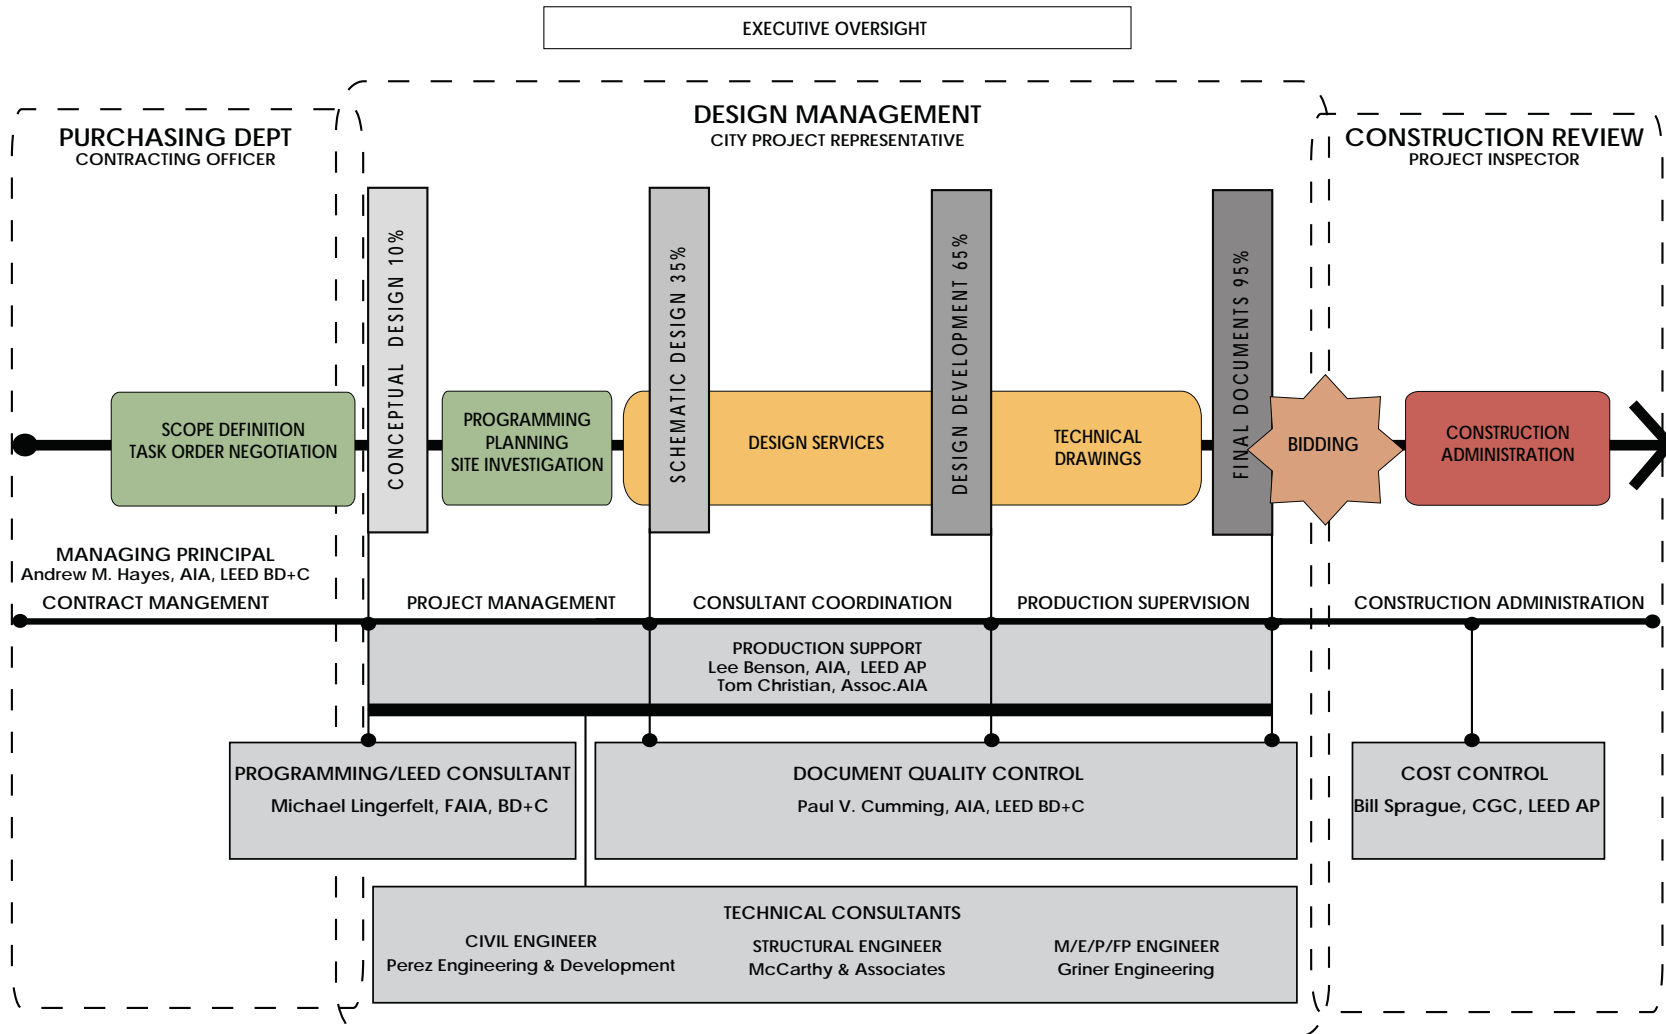 EXECUTIVE OVERSIGHT
PURCHASING DEPT
CONTRACTING OFFICER
DESIGN MANAGEMENT
CITY PROJECT REPRESENTATIVE
CONSTRUCTION REVIEW
PROJECT INSPECTOR
SCOPE DEFINITION
TASK ORDER NEGOTIATION
CONCEPTUAL DESIGN 10%
PROGRAMMING
PLANNING
SITE INVESTIGATION
SCHEMATIC DESIGN 35%
DESIGN SERVICES
DESIGN DEVELOPMENT 65%
TECHNICAL
DRAWINGS
FINAL DOCUMENTS 95%
BIDDING
CONSTRUCTION
ADMINISTRATION
MANAGING PRINCIPAL
Andrew M. Hayes, AIA, LEED BD+C
CONTRACT MANGEMENT
PROJECT MANAGEMENT
CONSULTANT COORDINATION
PRODUCTION SUPERVISION
CONSTRUCTION ADMINISTRATION
PRODUCTION SUPPORT
Lee Benson, AIA, LEED AP
Tom Christian, Assoc.AIA
PROGRAMMING/LEED CONSULTANT
Michael Lingerfelt, FAIA, BD+C
DOCUMENT QUALITY CONTROL
Paul V. Cumming, AIA, LEED BD+C
COST CONTROL
Bill Sprague, CGC, LEED AP
TECHNICAL CONSULTANTS
CIVIL ENGINEER
Perez Engineering & Development
STRUCTURAL ENGINEER
McCarthy & Associates
M/E/P/FP ENGINEER
Griner Engineering